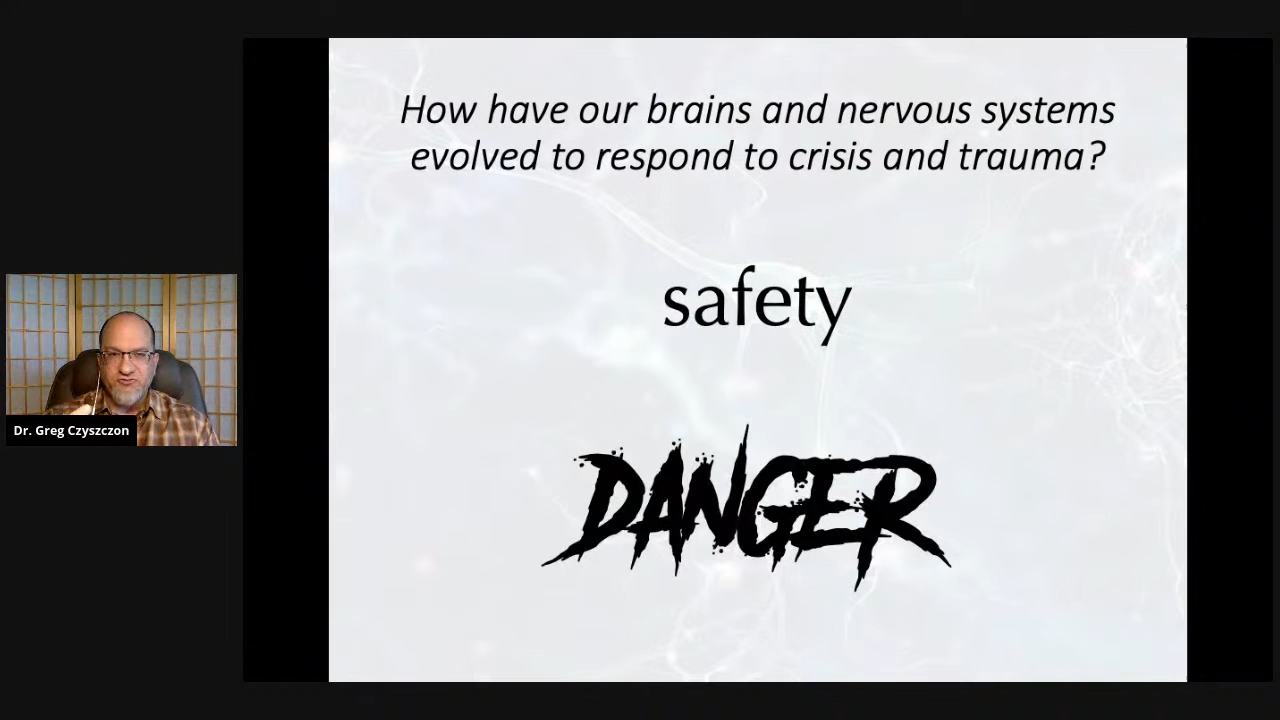 How have our brains and nervous systems
evolved to respond to crisis and trauma?
safety
DANGER
Dr. Greg Czyszczon